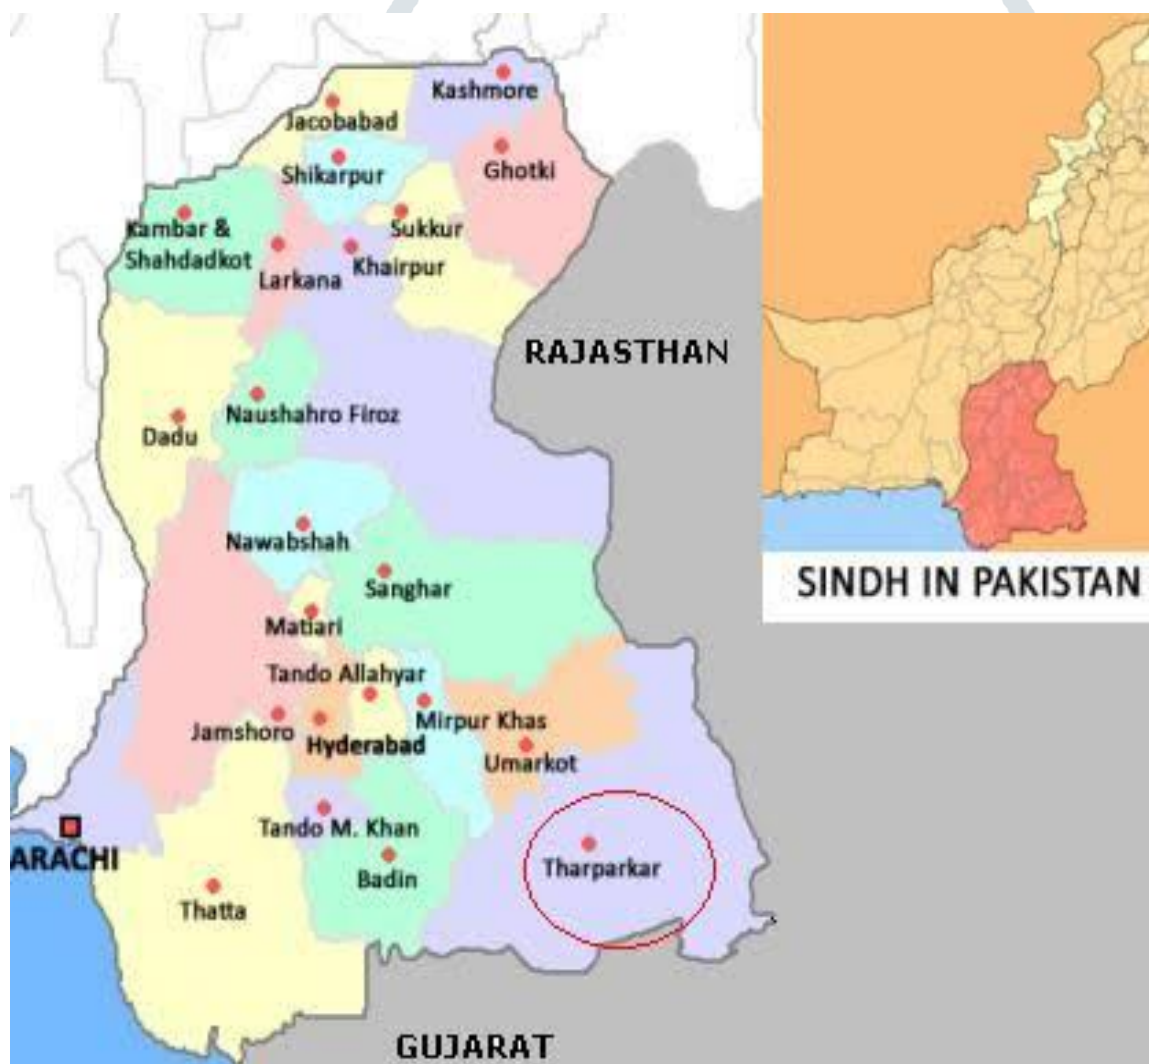 Kashmore
Jacobabad
Ghotki
Shikarpur
Kambar &
Shahdadkot
Sukkur
Larkana
Khairpur
RAJASTHAN
Naushahro Firoz
Dadu
Nawabshah
Sanghar
SINDH IN PAKISTAN
Matiari
Tando Allahyar
Mirpur Khas
Jamshoro
Hyderabad
Umarkot
Tando M. Khan
ARACHI
Tharparkar
Badin
Thatta
GUJARAT